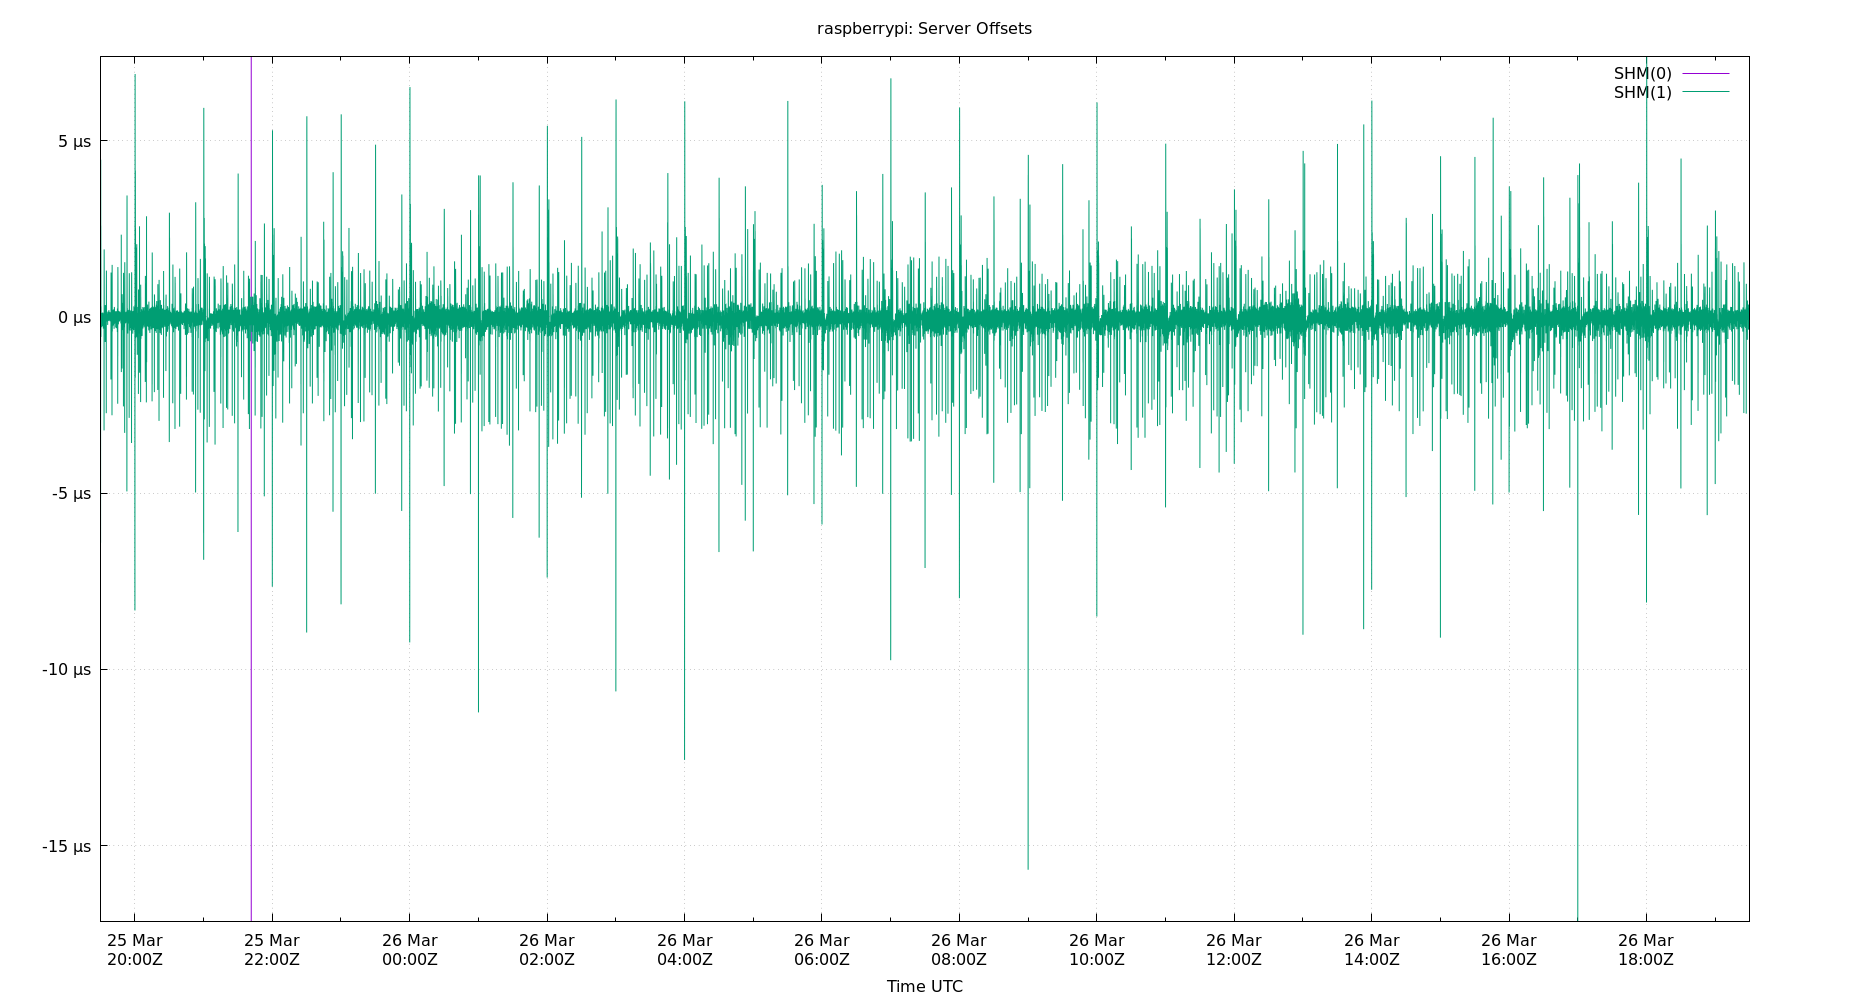 raspberrypi: Server Offsets
SHM(0)
SHM(1)
5 µs
0 µs
-5 µs
-10 µs
-15 µs
25 Mar 25 Mar 26 Mar 26 Mar 26 Mar 26 Mar 26 Mar 26 Mar 26 Mar 26 Mar 26 Mar 26 Mar
20:00Z 22:00Z 00:00Z 02:00Z 04:00Z 06:00Z 08:00Z 10:00Z 12:00Z 14:00Z 16:00Z 18:00Z
Time UTC